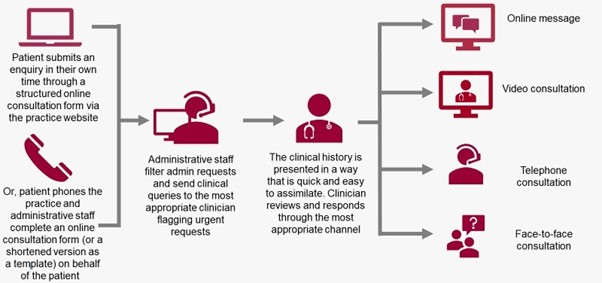 Patient submits an
enquiry in their own
time through a
structured online
consultation form via
the practice website
Or, patient phones the
practice and
administrative staff
complete an online
consultation form (or a
shortened version as
a template) on behalf
of the patient
Administrative staff
filter admin requests
and send clinical
queries to the most
appropriate clinician
flagging urgent
requests
The clinical history is
presented in a way
that is quick and easy
to assimilate. Clinician
reviews and responds
through the most
appropriate channel
Online message
Video consultation
Telephone
consultation
?
Face-to-face
consultation